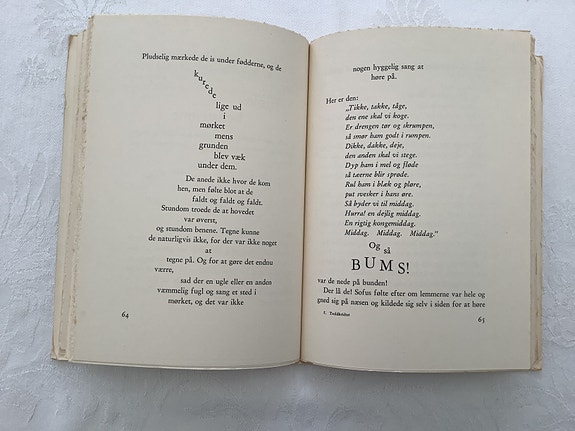 Pludselig mærkede de is under fødderne, og de
kurede
lige ud
i
mørket
mens
grunden
blev væk
under dem.
De anede ikke hvor de kom
hen, men følte blot at de
faldt og faldt og faldt.
Stundom troede de at hovedet
var øverst,
og stundom benene. Tegne kunne
de naturligvis ikke, for der var ikke noget
at
tegne på. Og for at gøre det endnu
værre,
sad der en ugle eller en anden
væmmelig fugl og sang et sted i
mørket, og det var ikke
64
nogen hyggelig sang at
høre på.
Her er den:
„Tikke, takke, tåge,
den ene skal vi koge.
Er drengen tør og skrumpen,
så smør ham godt i rumpen.
Dikke, dakke, deje,
den anden skal vi stege.
Dyp ham i mel og fløde
så tæerne blir sprøde.
Rul ham i blæk og pløre,
put svesker i hans øre.
Så byder vi til middag.
Hurra! en dejlig middag.
En rigtig kongemiddag.
Middag. Middag. Middag."
Og
så
BUMS!
var de nede på bunden!
Der lå de! Sofus følte efter om lemmerne var hele og
gned sig på næsen og kildede sig selv i siden for at høre
65